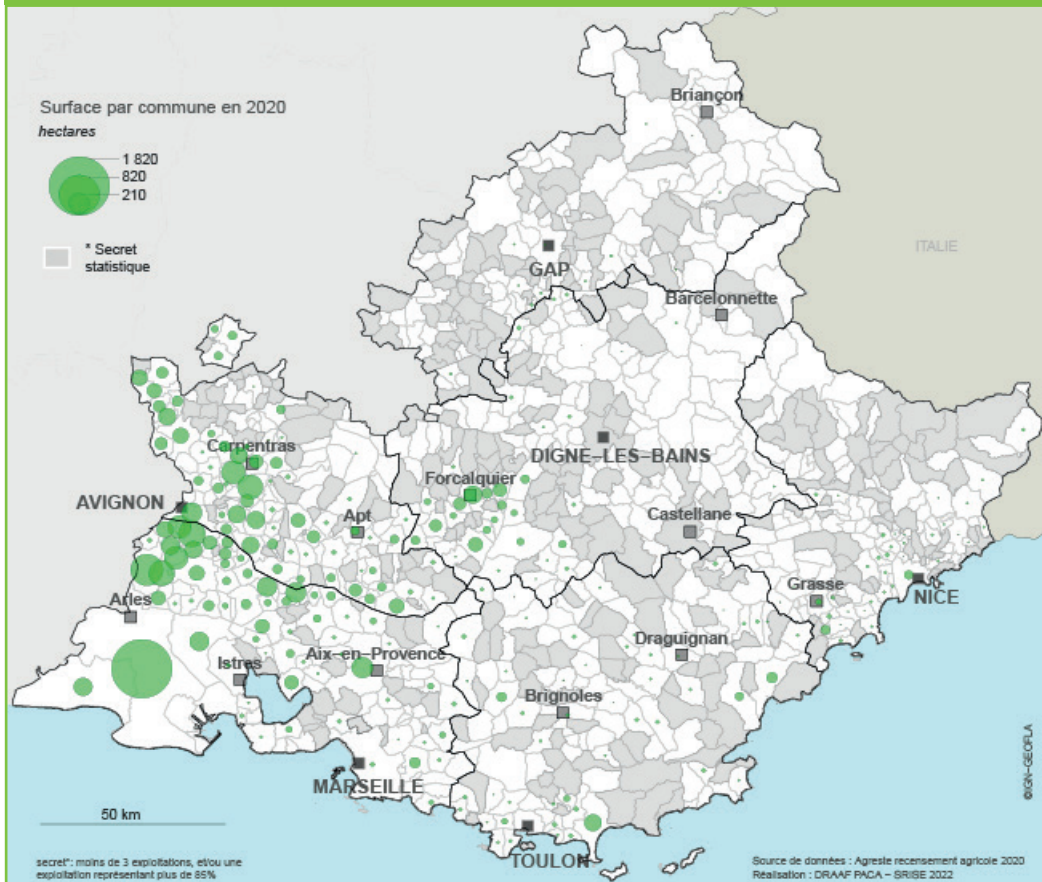 Surface par commune en 2020
hectares
1 820
820
210
* Secret
statistique
Briançon
ITALIE
GAP
Barcelonnette
Carpentras
DIGNE–LES–BAINS
Forcalquier
AVIGNON
Apt
Castellane
Grasse
NICE
Arles
Draguignan
Istres
Aix–en–Provence
Brignoles
MARSEILLE
TOULON
50 km
©IGN-GEOFLA
secret*: moins de 3 exploitations, et/ou une
exploitation représentant plus de 85%
Source de données : Agreste recensement agricole 2020
Réalisation : DRAAF PACA – SRISE 2022